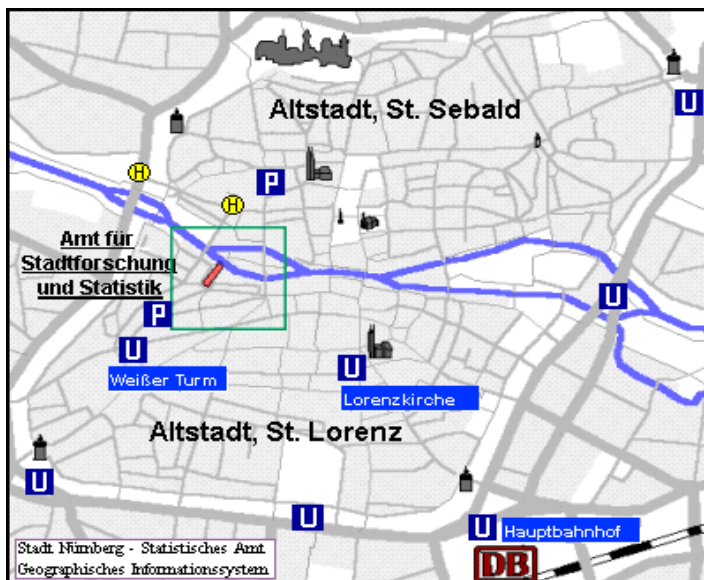 Altstadt, St. Sebald
U
H
P
H
Amt für
Stadtforschung
und Statistik
U
P
U
Weißer Turm
U
Lorenzkirche
Altstadt, St. Lorenz
U
U
U
Hauptbahnhof
DB
Stadt Nürnberg - Statistisches Amt
Geographisches Informationssystem